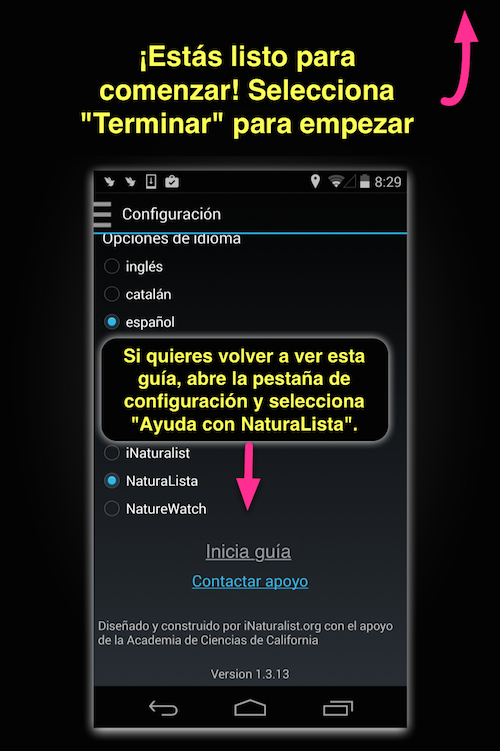 ¡Estás listo para
comenzar! Selecciona
"Terminar" para empezar
8:29
Configuración
Opciones de idioma
inglés
catalán
español
Si quieres volver a ver esta
guía, abre la pestaña de
configuración y selecciona
"Ayuda con NaturaLista".
iNaturalist
NaturaLista
NatureWatch
Inicia guía
Contactar apoyo
Diseñado y construido por iNaturalist.org con el apoyo
de la Academia de Ciencias de California
Version 1.3.13